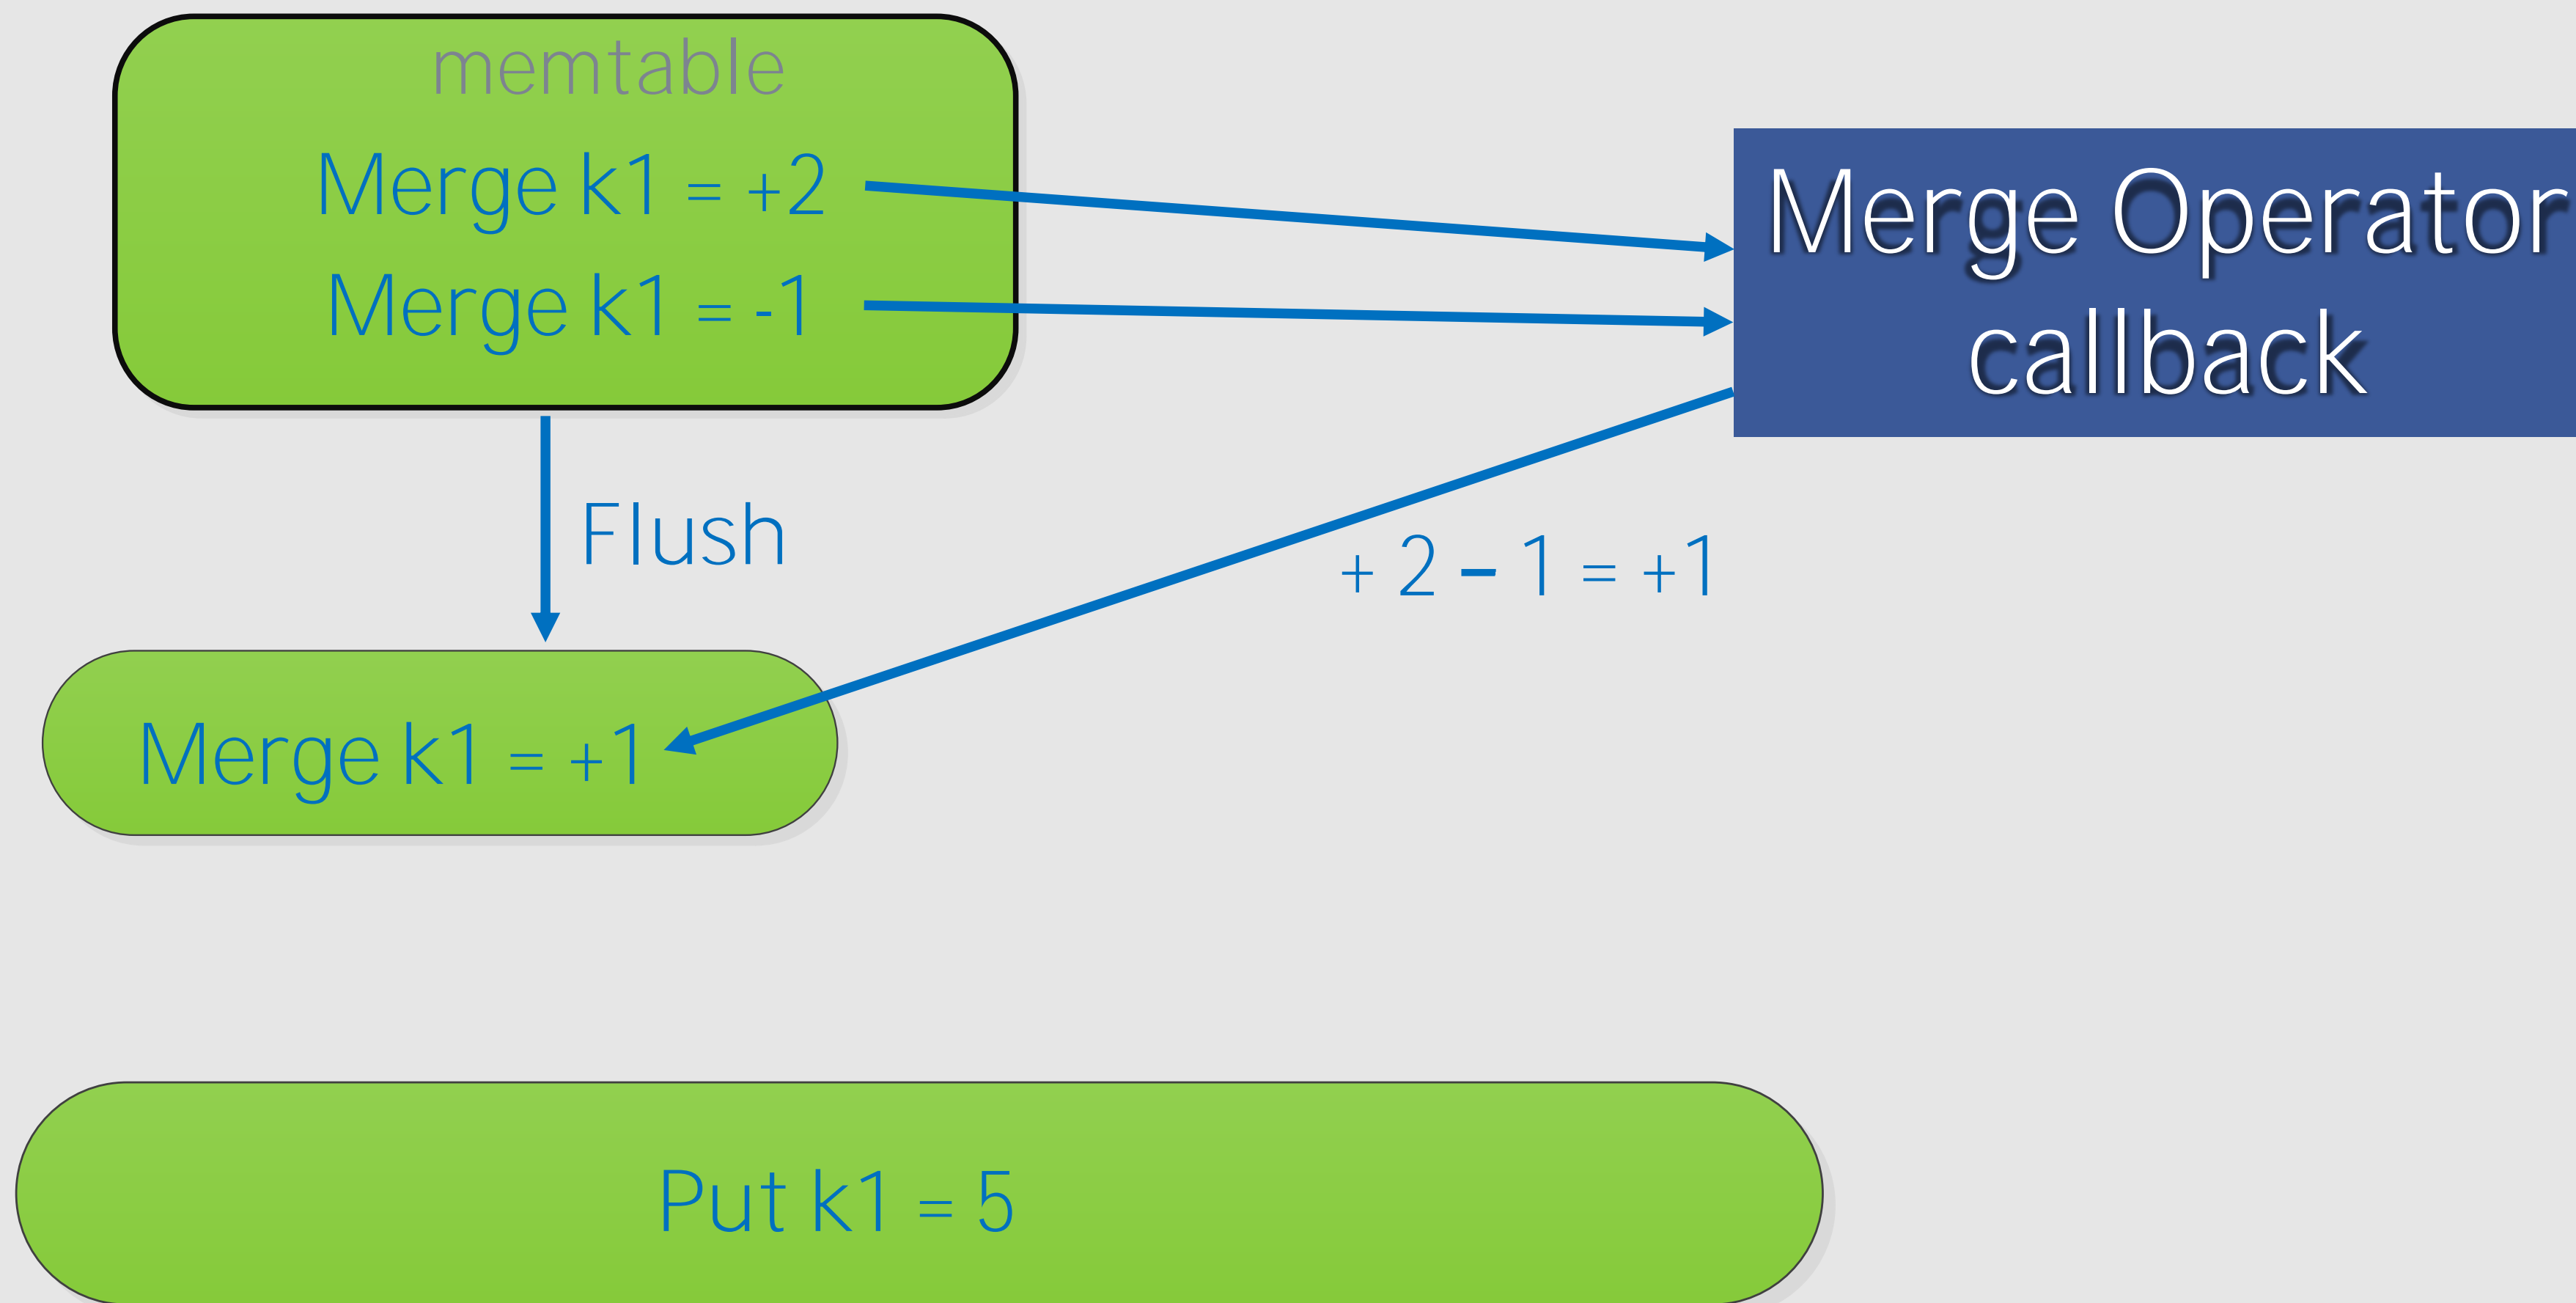 memtable
Merge k1 = +2
Merge k1 = -1
Merge Operator
callback
Flush
+ 2 – 1 = +1
Merge k1 = +1
Put k1 = 5